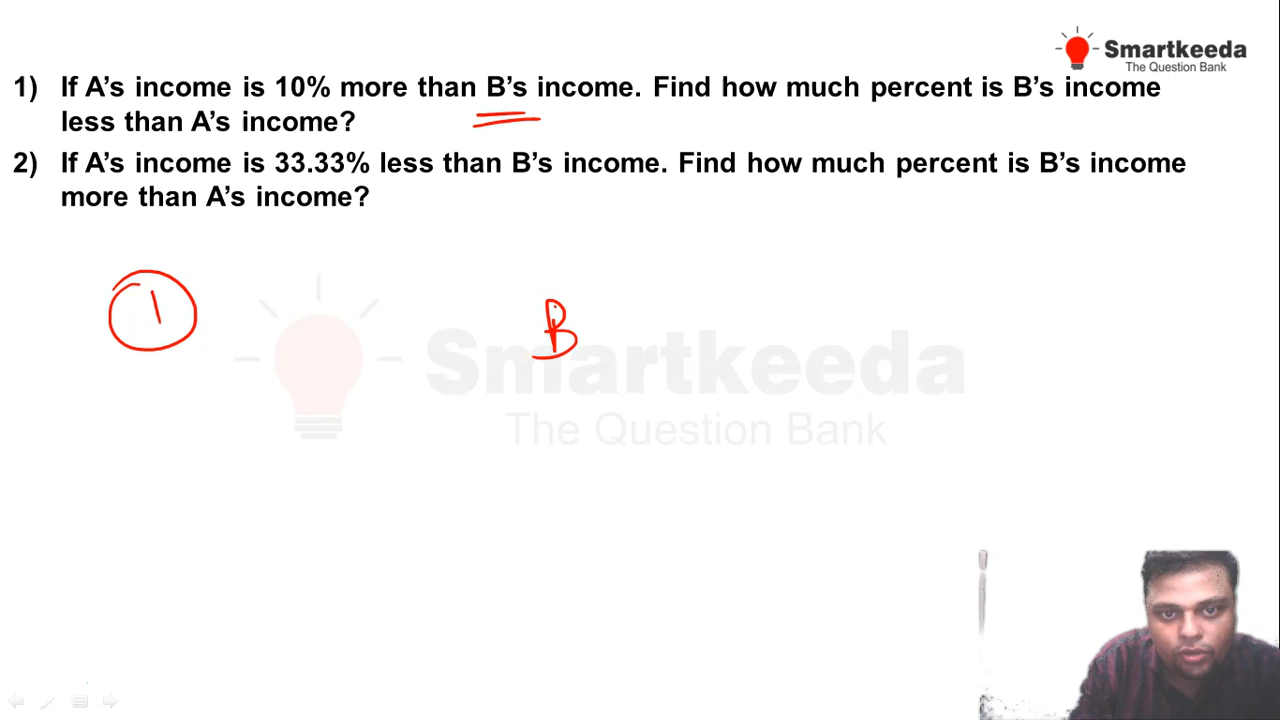 Smartkeeda
The Question Bank
1) If A’s income is 10% more than B’s income. Find how much percent is B’s income
less than A’s income?
2) If A’s income is 33.33% less than B’s income. Find how much percent is B’s income
more than A’s income?
1 B
Smartkeeda
The Question Bank